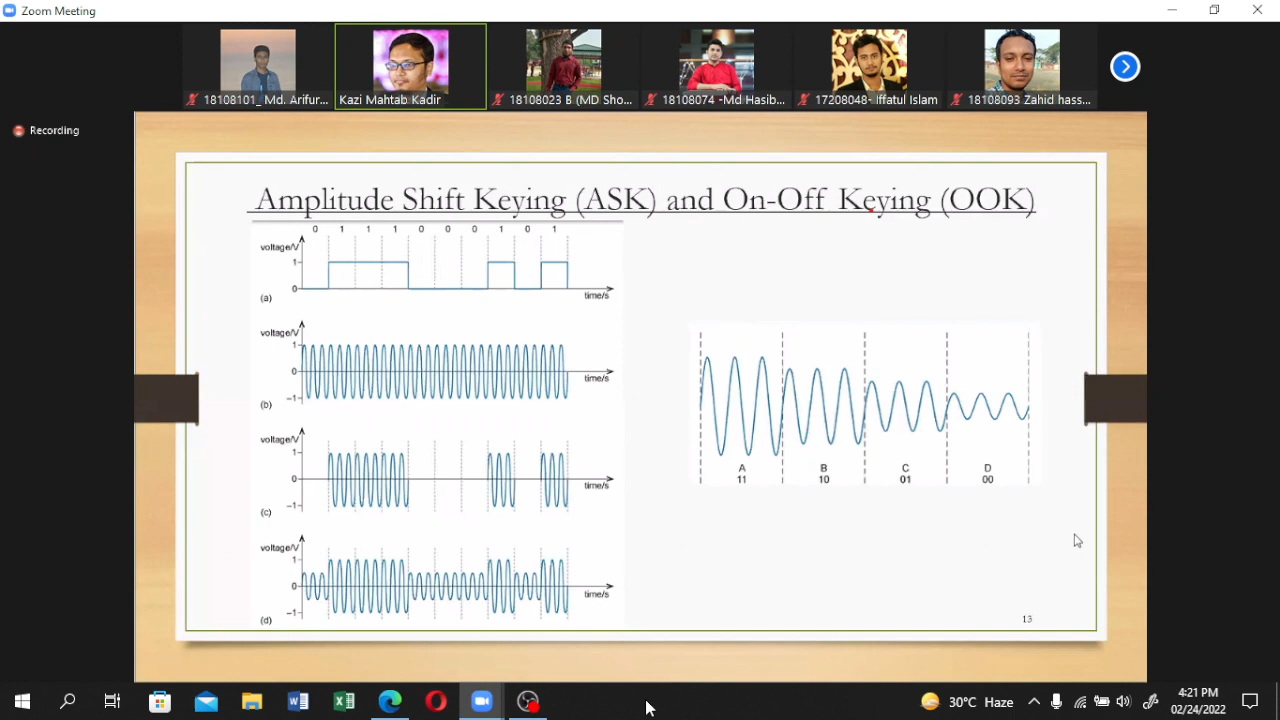 Zoom Meeting
18108101_ Md. Arifur...
Kazi Mahtab Kadir
18108023 B (MD Sho...
18108074 -Md Hasib...
17208048- Iffatul Islam
18108093 Zahid hass...
Recording
Amplitude Shift Keying (ASK) and On-Off Keying (OOK)
0 1 1 1 0 0 0 1 0 1
voltage/V
1
0
time/s
(a)
voltage/V
1
0
time/s
−1
(b)
voltage/V
1
0
time/s
−1
(c)
voltage/V
1
0
time/s
−1
(d)
A B C D
11 10 01 00
13
30°C Haze
4:21 PM
02/24/2022